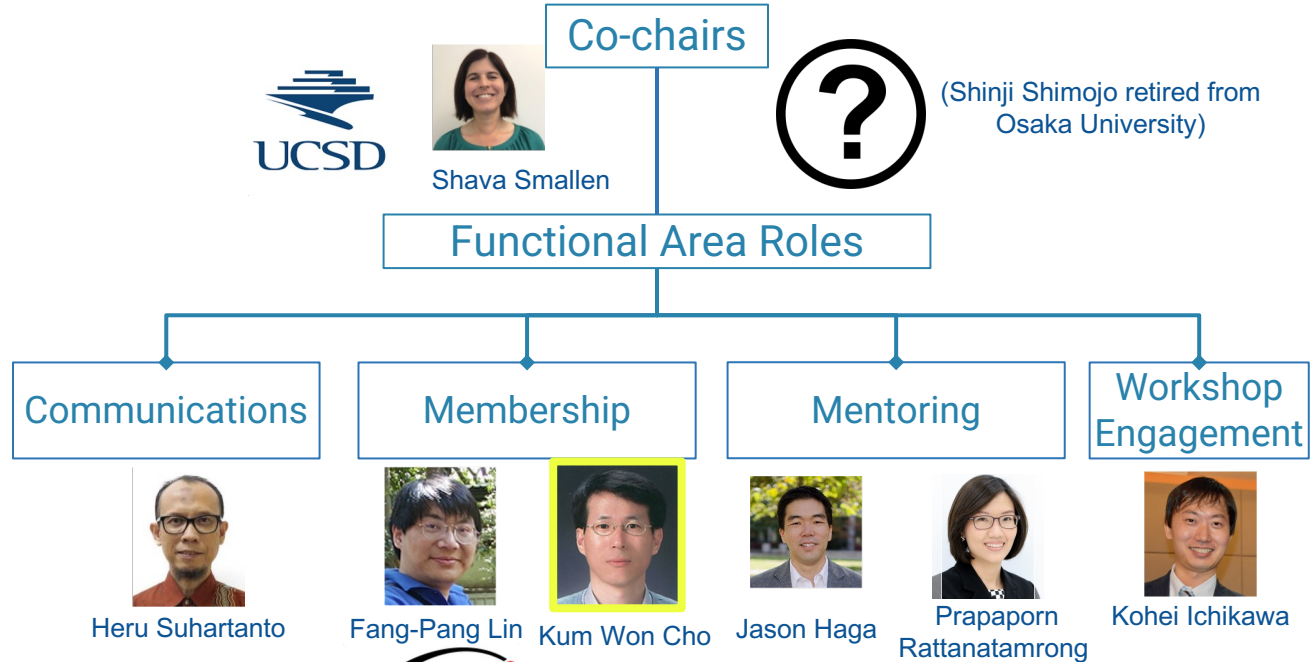 Co-chairs
UCSD
Shava Smallen
?
(Shinji Shimojo retired from
Osaka University)
Functional Area Roles
Communications
Membership
Mentoring
Workshop
Engagement
Heru Suhartanto
Fang-Pang Lin
Kum Won Cho
Jason Haga
Prapaporn
Rattanatamrong
Kohei Ichikawa